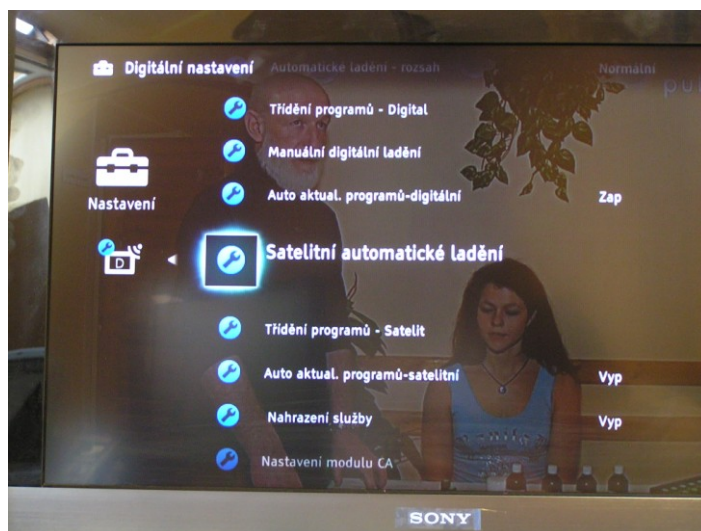 Digitální nastavení
Automatické ladění - rozsah Normální
Třídění programů - Digital
Manuální digitální ladění
Nastavení
Auto aktual. programů-digitální Zap
Satelitní automatické ladění
D
Třídění programů - Satelit
Auto aktual. programů-satelitní Vyp
Nahrazení služby Vyp
Nastavení modulu CA
SONY